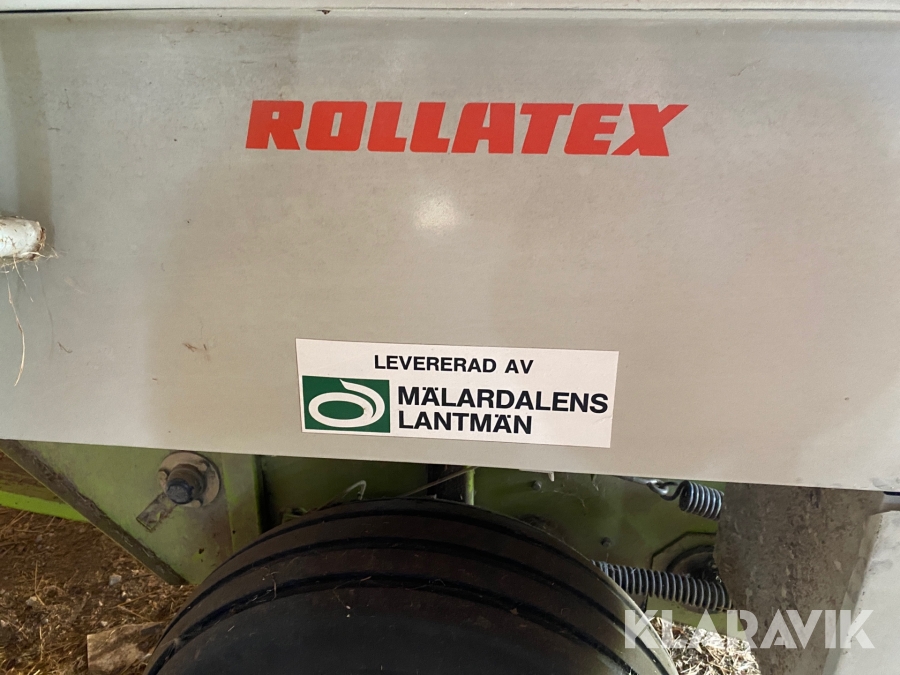 ROLLATEX
LEVERERAD AV
MÄLARDALENS
LANTMÄN
KLARAVIK